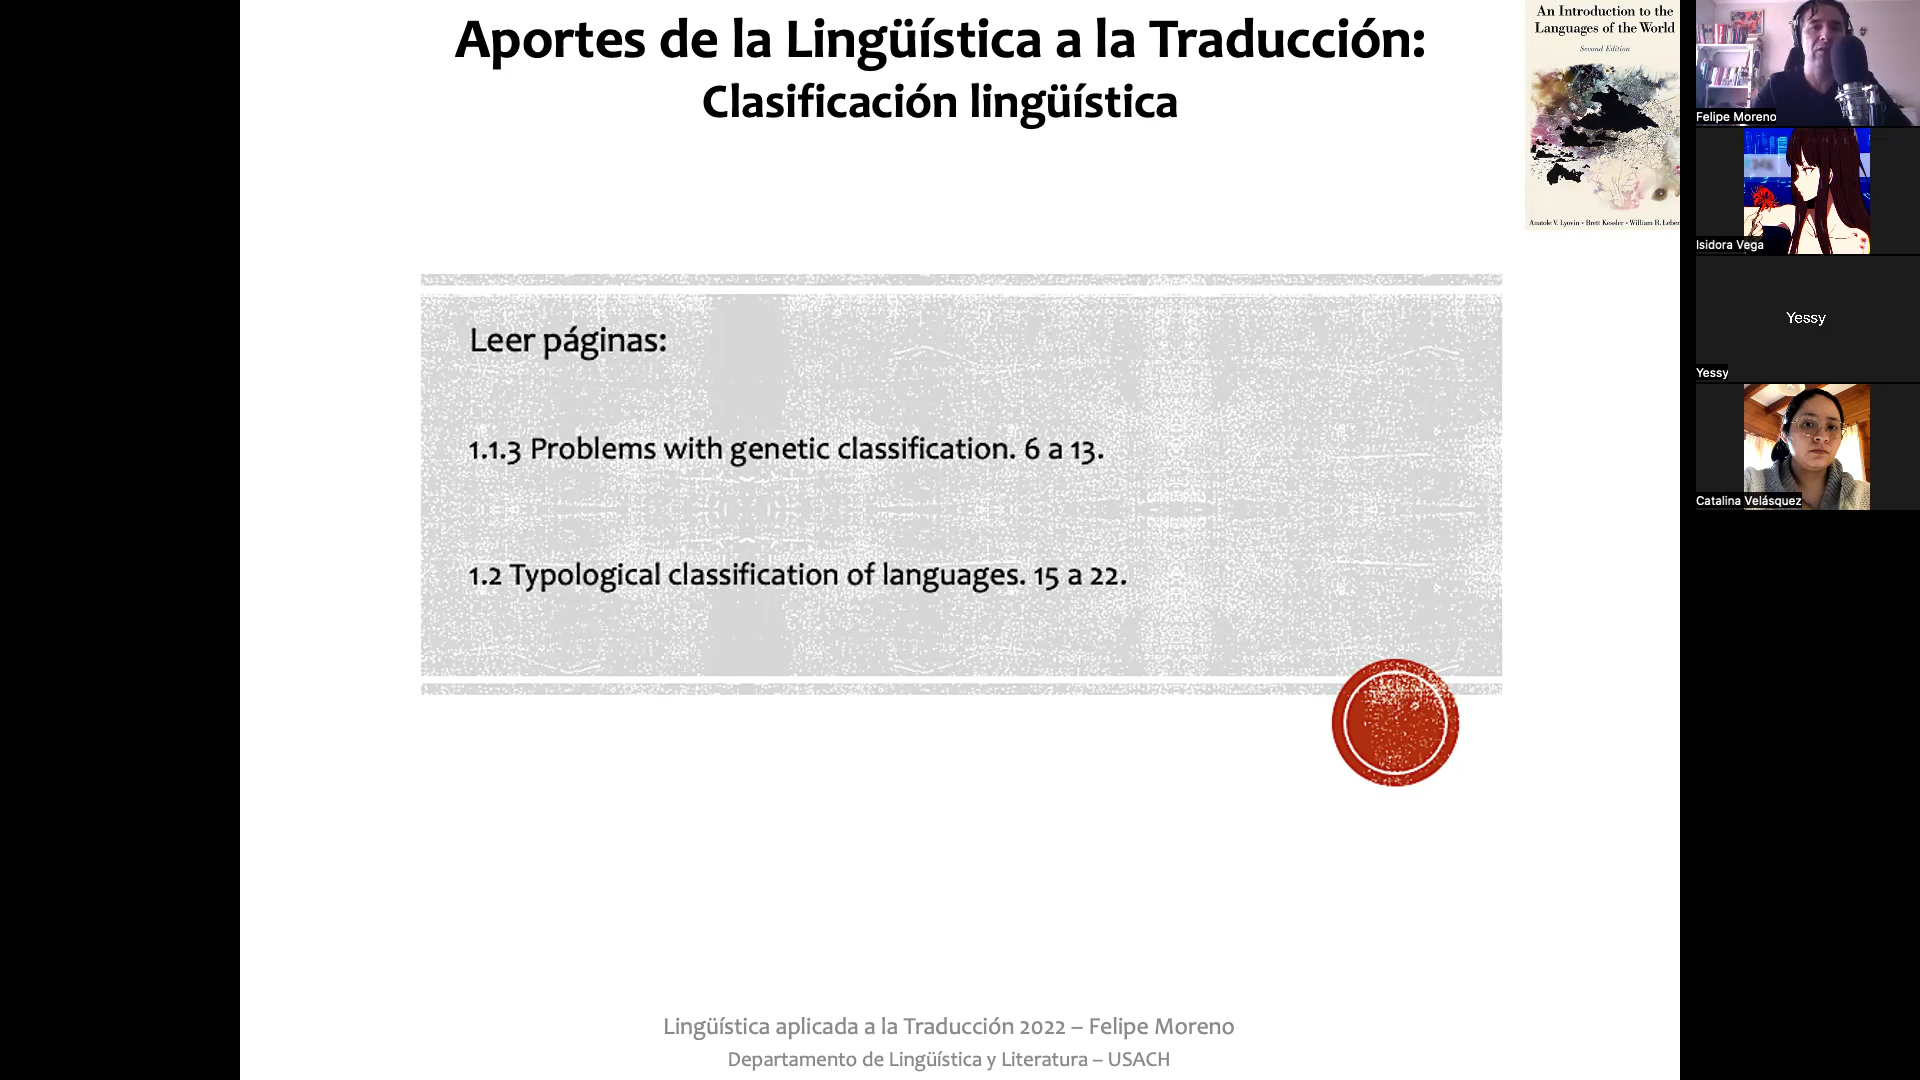 Aportes de la Lingüística a la Traducción:
Clasificación lingüística
An Introduction to the
Languages of the World
Second Edition
Anatole V. Lyovin • Brett Kessler • William R. Leben
Leer páginas:
1.1.3 Problems with genetic classification. 6 a 13.
1.2 Typological classification of languages. 15 a 22.
Lingüística aplicada a la Traducción 2022 – Felipe Moreno
Departamento de Lingüística y Literatura – USACH
Felipe Moreno
Isidora Vega
Yessy
Yessy
Catalina Velásquez